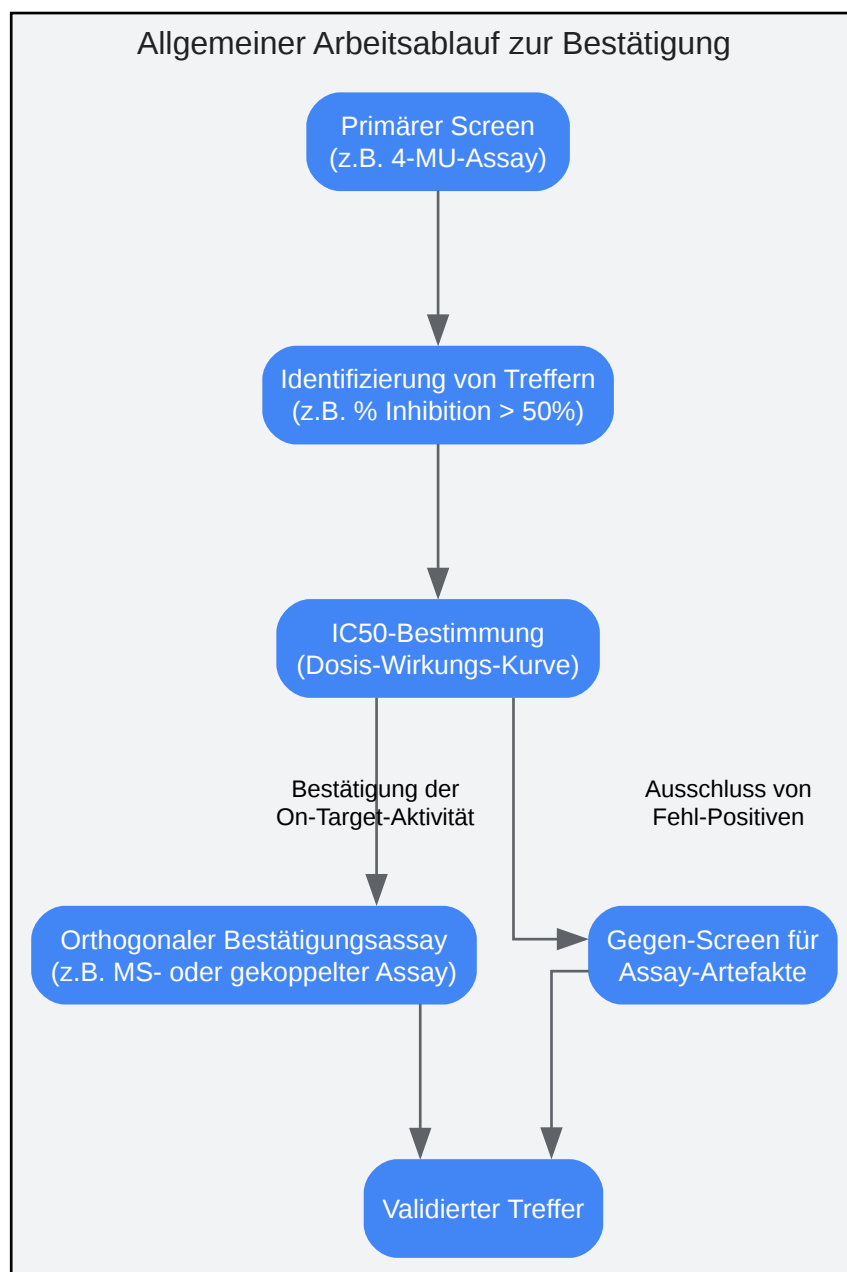 Allgemeiner Arbeitsablauf zur Bestätigung
Primärer Screen
(z.B. 4-MU-Assay)
Identifizierung von Treffern
(z.B. % Inhibition > 50%)
IC50-Bestimmung
(Dosis-Wirkungs-Kurve)
Bestätigung der
On-Target-Aktivität
Ausschluss von
Fehl-Positiven
Orthogonaler Bestätigungsassay
(z.B. MS- oder gekoppelter Assay)
Gegen-Screen für
Assay-Artefakte
Validierter Treffer